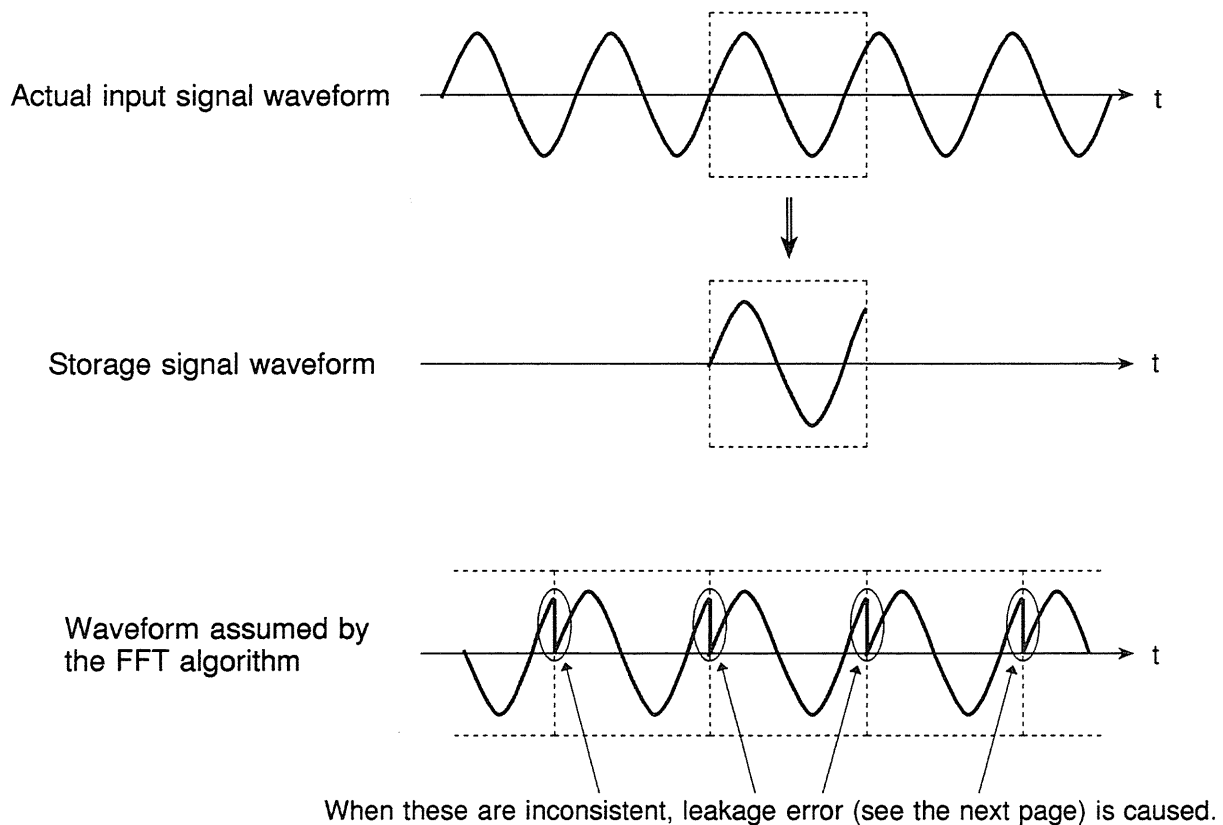 Actual input signal waveform
t
Storage signal waveform
t
Waveform assumed by
the FFT algorithm
t
When these are inconsistent, leakage error (see the next page) is caused.